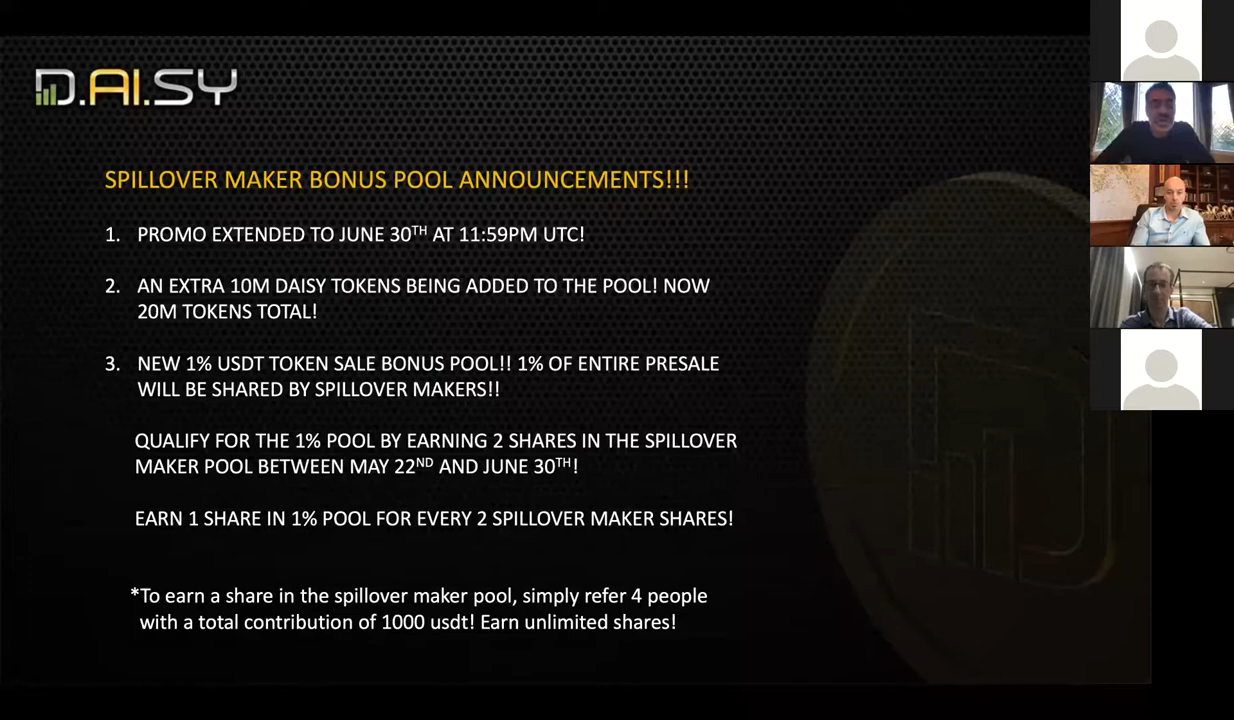 D.AI.SY
SPILLOVER MAKER BONUS POOL ANNOUNCEMENTS!!!
1. PROMO EXTENDED TO JUNE 30TH AT 11:59PM UTC!
2. AN EXTRA 10M DAISY TOKENS BEING ADDED TO THE POOL! NOW
20M TOKENS TOTAL!
3. NEW 1% USDT TOKEN SALE BONUS POOL!! 1% OF ENTIRE PRESALE
WILL BE SHARED BY SPILLOVER MAKERS!!
QUALIFY FOR THE 1% POOL BY EARNING 2 SHARES IN THE SPILLOVER
MAKER POOL BETWEEN MAY 22ND AND JUNE 30TH!
EARN 1 SHARE IN 1% POOL FOR EVERY 2 SPILLOVER MAKER SHARES!
*To earn a share in the spillover maker pool, simply refer 4 people
with a total contribution of 1000 usdt! Earn unlimited shares!